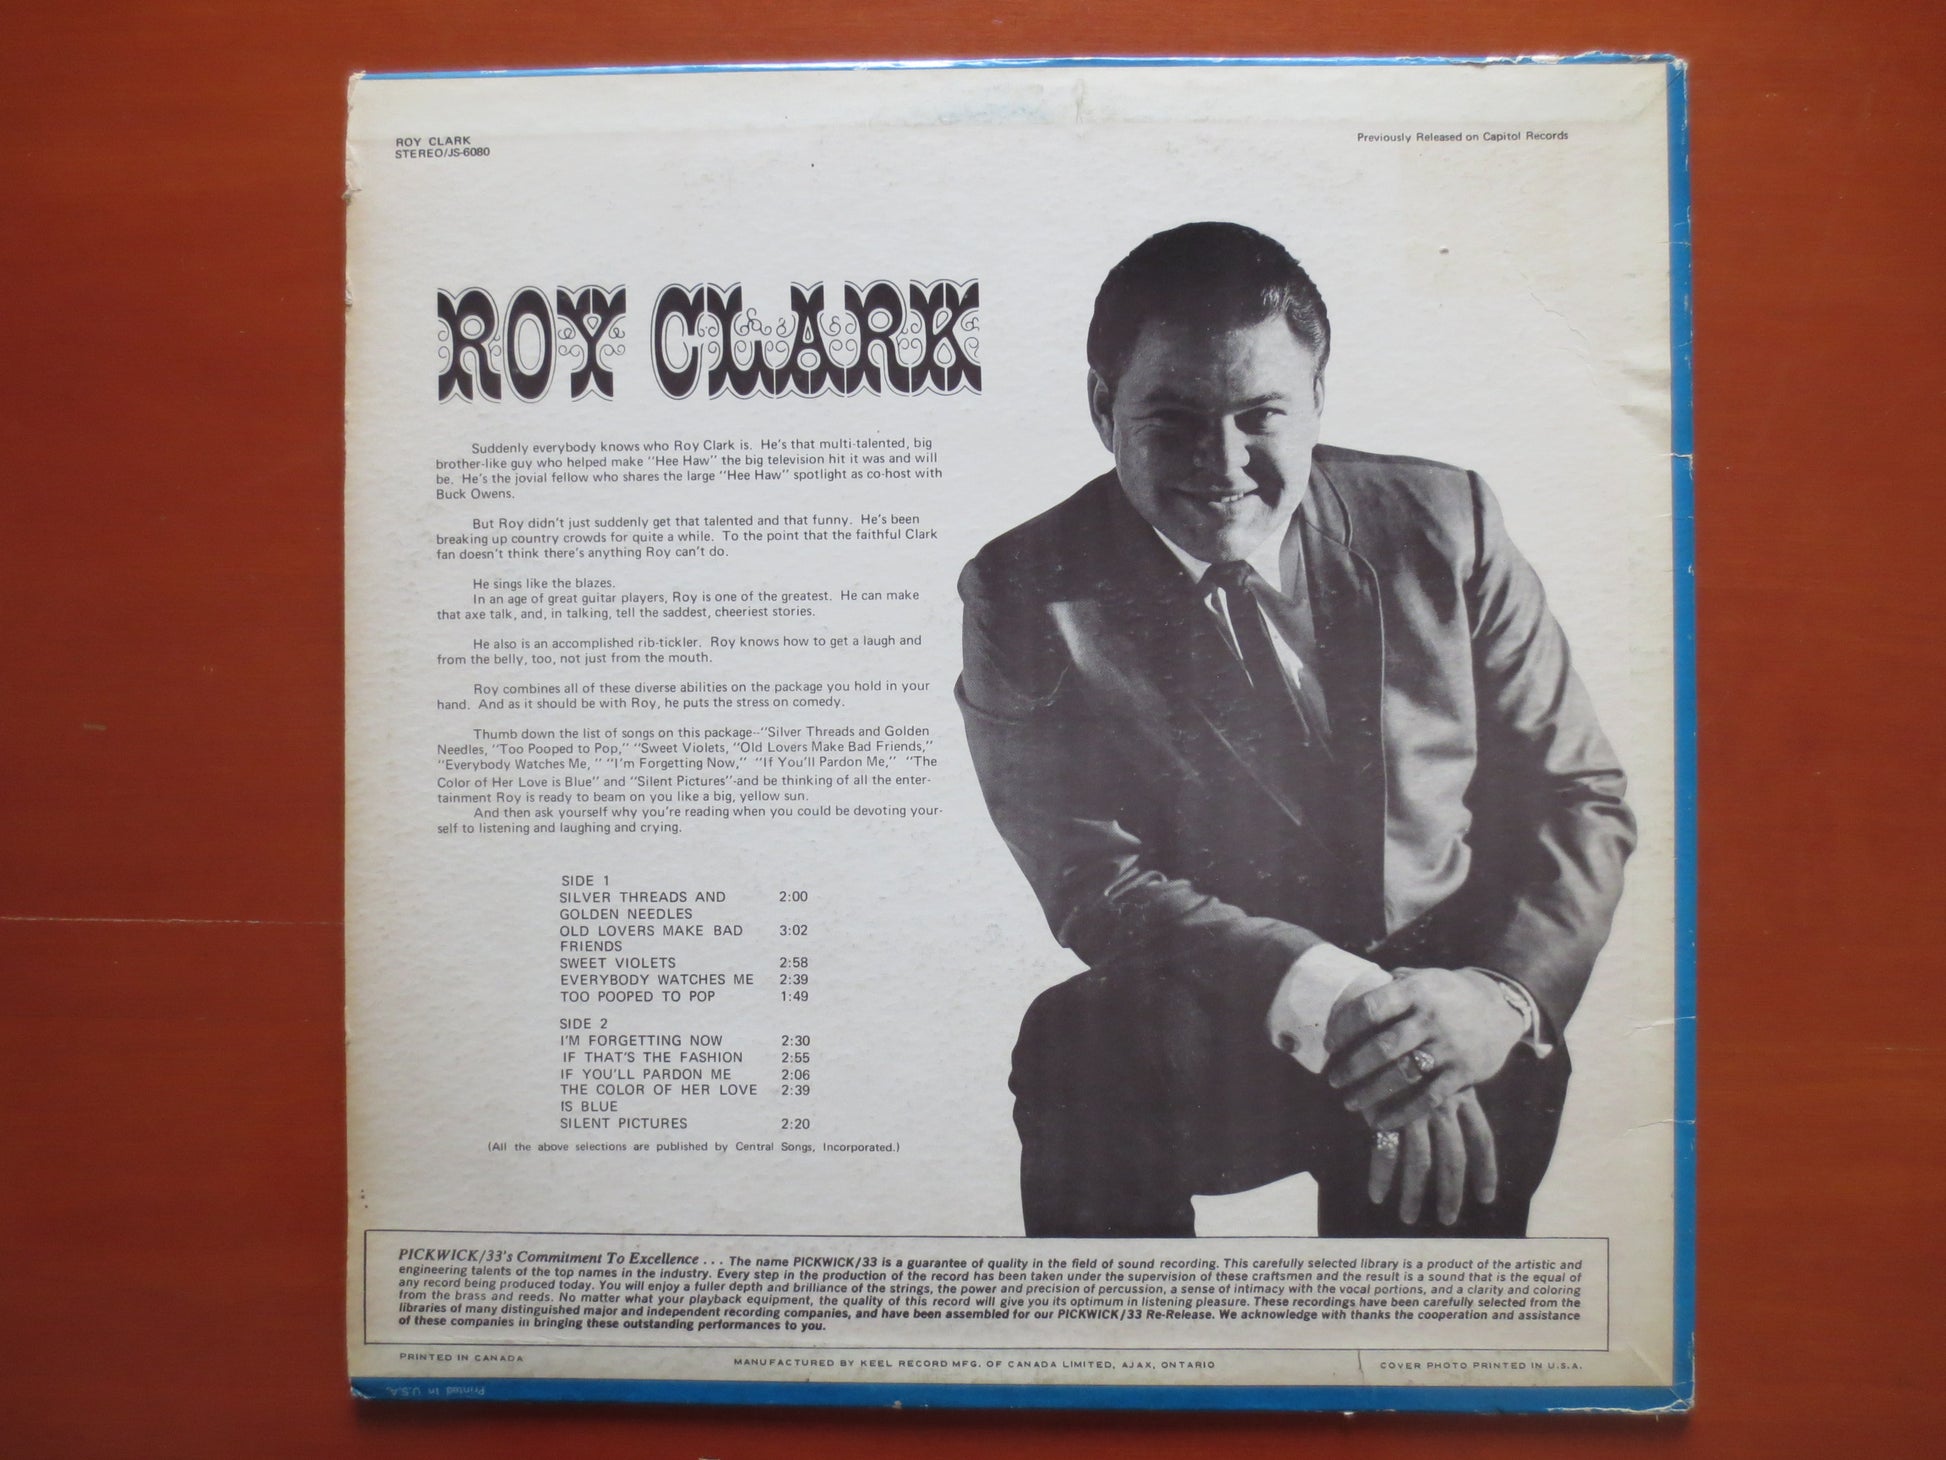 ROY CLARK
STEREO/JS-6080
Previously Released on Capitol Records
ROY CLARK
Suddenly everybody knows who Roy Clark is. He's that multi-talented, big
brother-like guy who helped make "Hee Haw" the big television hit it was and will
be. He's the jovial fellow who shares the large "Hee Haw" spotlight as co-host with
Buck Owens.
But Roy didn't just suddenly get that talented and that funny. He's been
breaking up country crowds for quite a while. To the point that the faithful Clark
fan doesn't think there's anything Roy can't do.
He sings like the blazes.
In an age of great guitar players, Roy is one of the greatest. He can make
that axe talk, and, in talking, tell the saddest, cheeriest stories.
He also is an accomplished rib-tickler. Roy knows how to get a laugh and
from the belly, too, not just from the mouth.
Roy combines all of these diverse abilities on the package you hold in your
hand. And as it should be with Roy, he puts the stress on comedy.
Thumb down the list of songs on this package--"Silver Threads and Golden
Needles, "Too Pooped to Pop," "Sweet Violets, "Old Lovers Make Bad Friends,"
"Everybody Watches Me, " "I'm Forgetting Now," "If You'll Pardon Me," "The
Color of Her Love is Blue" and "Silent Pictures"-and be thinking of all the enter-
tainment Roy is ready to beam on you like a big, yellow sun.
And then ask yourself why you're reading when you could be devoting your-
self to listening and laughing and crying.
SIDE 1
SILVER THREADS AND 2:00
GOLDEN NEEDLES
OLD LOVERS MAKE BAD 3:02
FRIENDS
SWEET VIOLETS 2:58
EVERYBODY WATCHES ME 2:39
TOO POOPED TO POP 1:49
SIDE 2
I'M FORGETTING NOW 2:30
IF THAT'S THE FASHION 2:55
IF YOU'LL PARDON ME 2:06
THE COLOR OF HER LOVE 2:39
IS BLUE
SILENT PICTURES 2:20
(All the above selections are published by Central Songs, Incorporated.)
PICKWICK/33's Commitment To Excellence . . . The name PICKWICK/33 is a guarantee of quality in the field of sound recording. This carefully selected library is a product of the artistic and
engineering talents of the top names in the industry. Every step in the production of the record has been taken under the supervision of these craftsmen and the result is a sound that is the equal of
any record being produced today. You will enjoy a fuller depth and brilliance of the strings, the power and precision of percussion, a sense of intimacy with the vocal portions, and a clarity and coloring
from the brass and reeds. No matter what your playback equipment, the quality of this record will give you its optimum in listening pleasure. These recordings have been carefully selected from the
libraries of many distinguished major and independent recording companies, and have been assembled for our PICKWICK/33 Re-Release. We acknowledge with thanks the cooperation and assistance
of these companies in bringing these outstanding performances to you.
PRINTED IN CANADA
MANUFACTURED BY KEEL RECORD MFG. OF CANADA LIMITED, AJAX, ONTARIO
COVER PHOTO PRINTED IN U.S.A.
Printed in U.S.A.